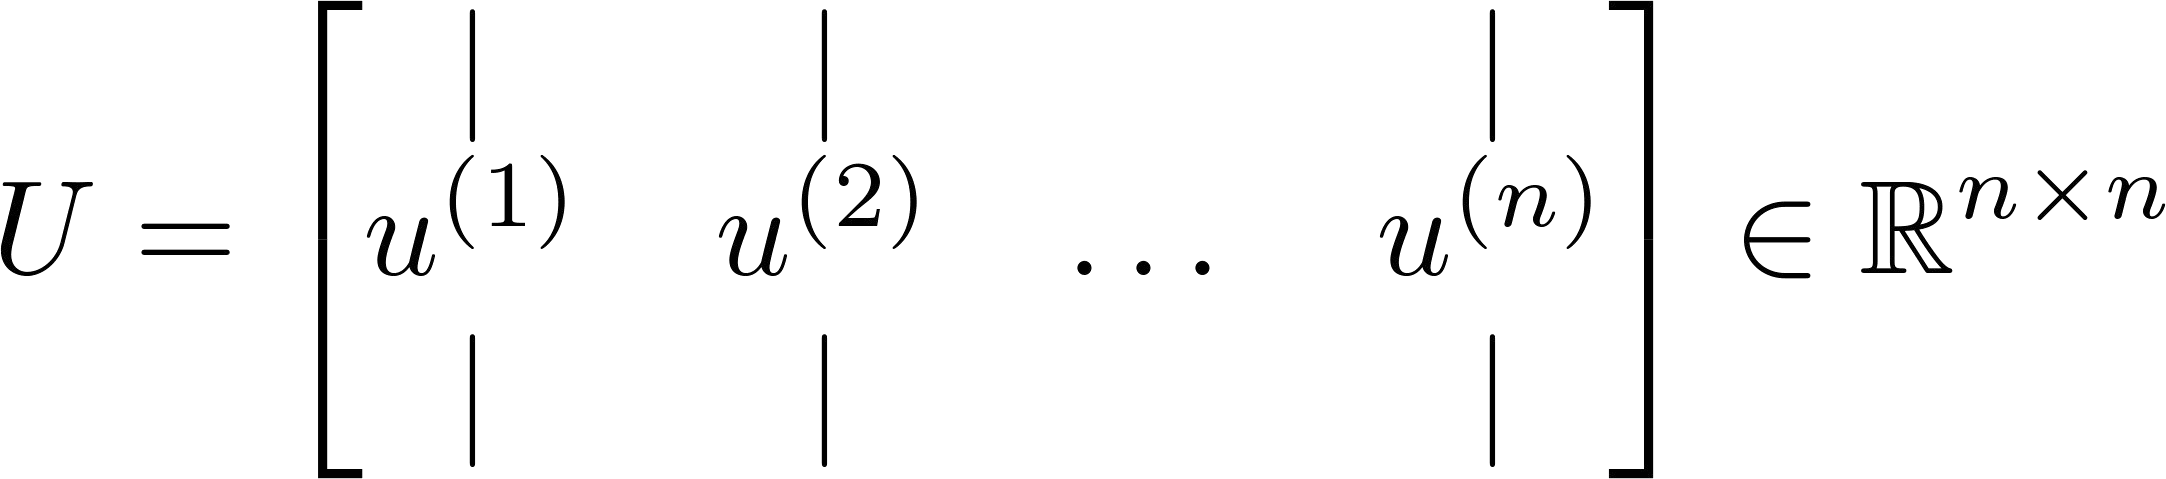 U = [ | | | 
u^{(1)} u^{(2)} … u^{(n)} 
| | | ] ∈ ℝ^{n×n}